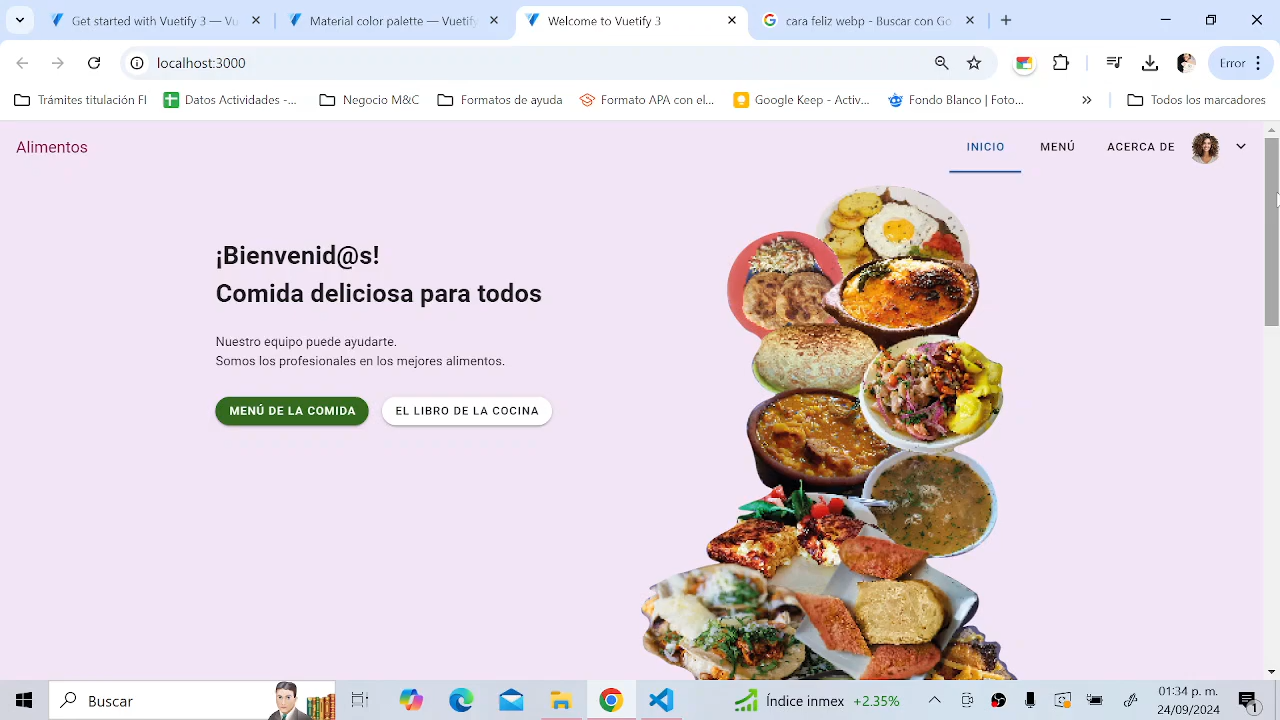 Get started with Vuetify 3 — Vu
Material color palette — Vuetify
Welcome to Vuetify 3
cara feliz webp - Buscar con Go
localhost:3000
Error
Trámites titulación FI
Datos Actividades -...
Negocio M&C
Formatos de ayuda
Formato APA con el...
Google Keep - Activ...
Fondo Blanco | Foto...
Todos los marcadores
Alimentos
INICIO
MENÚ
ACERCA DE
¡Bienvenid@s!
Comida deliciosa para todos
Nuestro equipo puede ayudarte.
Somos los profesionales en los mejores alimentos.
MENÚ DE LA COMIDA
EL LIBRO DE LA COCINA
Buscar
Índice inmex +2.35%
01:34 p. m.
24/09/2024
1